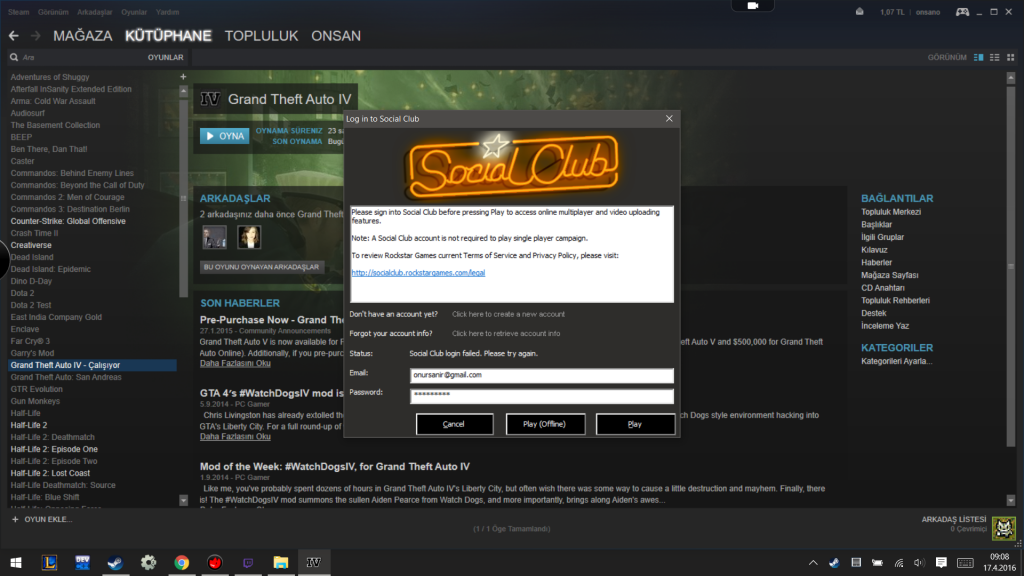 Steam Görünüm Arkadaşlar Oyunlar Yardım
1,07 TL onsano
MAĞAZA KÜTÜPHANE TOPLULUK ONSAN
Ara OYUNLAR
GÖRÜNÜM
Adventures of Shuggy
Afterfall InSanity Extended Edition
Arma: Cold War Assault
Audiosurf
The Basement Collection
BEEP
Ben There, Dan That!
Caster
Commandos: Behind Enemy Lines
Commandos: Beyond the Call of Duty
Commandos 2: Men of Courage
Commandos 3: Destination Berlin
Counter-Strike: Global Offensive
Crash Time II
Creativerse
Dead Island
Dead Island: Epidemic
Dino D-Day
Dota 2
Dota 2 Test
East India Company Gold
Enclave
Far Cry® 3
Garry's Mod
Grand Theft Auto IV - Çalışıyor
Grand Theft Auto: San Andreas
GTR Evolution
Gun Monkeys
Half-Life
Half-Life 2
Half-Life 2: Deathmatch
Half-Life 2: Episode One
Half-Life 2: Episode Two
Half-Life 2: Lost Coast
Half-Life Deathmatch: Source
Half-Life: Blue Shift
Half-Life: Opposing Force
+ OYUN EKLE...
IV Grand Theft Auto IV
OYNA
OYNAMA SÜRENİZ 23 sa
SON OYNAMA Bugü
ARKADAŞLAR
2 arkadaşınız daha önce Grand Theft
BU OYUNU OYNAYAN ARKADAŞLAR
SON HABERLER
Pre-Purchase Now - Grand The
27.1.2015 - Community Announcements
Grand Theft Auto V is now available for F
Auto V and $500,000 for Grand Theft
Auto Online). Additionally, if you pre-purc
Daha Fazlasını Oku
GTA 4's #WatchDogsIV mod is
5.9.2014 - PC Gamer
Chris Livingston has already extolled th
ch Dogs style environment hacking into
GTA's Liberty City. For a full round-up of
Daha Fazlasını Oku
Mod of the Week: #WatchDogsIV, for Grand Theft Auto IV
1.9.2014 - PC Gamer
Like me, you've probably spent dozens of hours in Grand Theft Auto IV's Liberty City, but often wish there was some way to cause a little destruction and mayhem. Finally, there
is! The #WatchDogsIV mod summons the sullen Aiden Pearce from Watch Dogs, and more importantly, brings along Aiden's awes...
(1 / 1 Öge Tamamlandı)
Log in to Social Club
Social Club
Please sign into Social Club before pressing Play to access online multiplayer and video uploading
features.
Note: A Social Club account is not required to play single player campaign.
To review Rockstar Games current Terms of Service and Privacy Policy, please visit:
http://socialclub.rockstargames.com/legal
Don't have an account yet? Click here to create a new account
Forgot your account info? Click here to retrieve account info
Status: Social Club login failed. Please try again.
Email: onursanir@gmail.com
Password: *********
Cancel Play (Offline) Play
BAĞLANTILAR
Topluluk Merkezi
Başlıklar
İlgili Gruplar
Kılavuz
Haberler
Mağaza Sayfası
CD Anahtarı
Topluluk Rehberleri
Destek
İnceleme Yaz
KATEGORILER
Kategorileri Ayarla...
ARKADAŞ LİSTESİ
0 Çevrimiçi
DEV
IV
09:08
17.4.2016